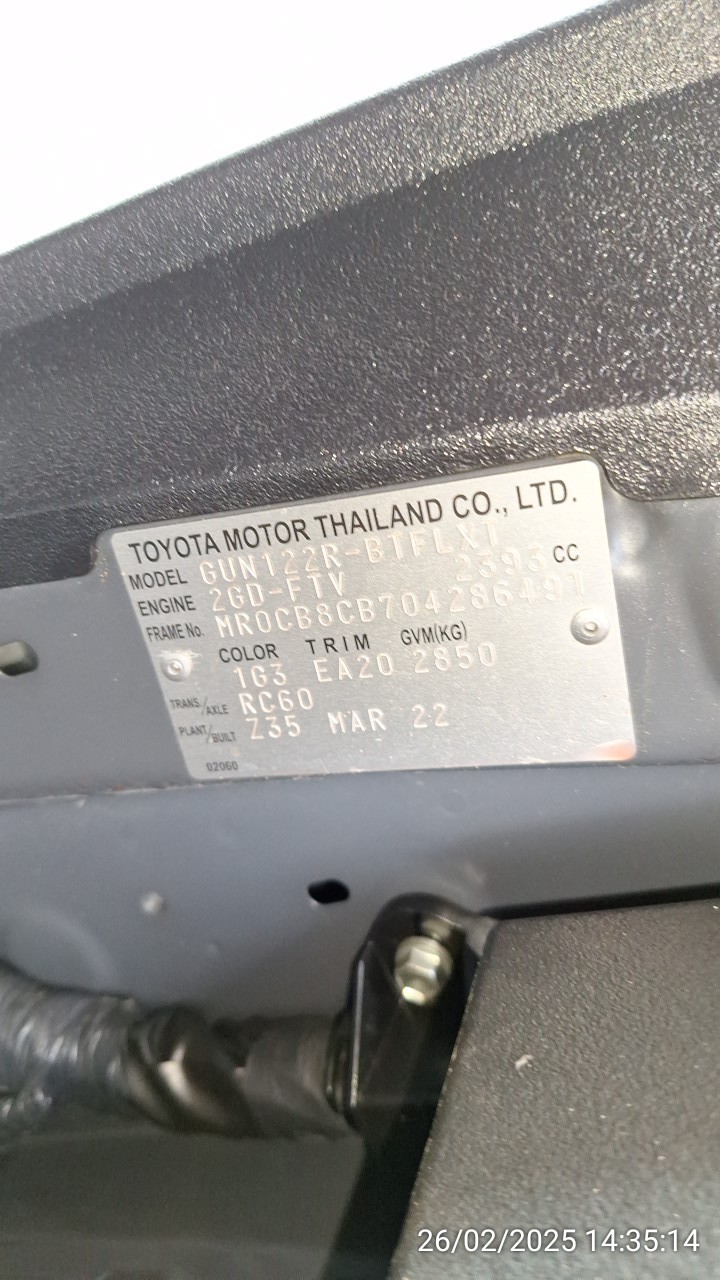 TOYOTA MOTOR THAILAND CO., LTD.
MODEL GUN122R-BTFLXT
ENGINE 2GD-FTV 2393 CC
FRAME No. MR0CB8CB704286491
COLOR TRIM GVM(KG)
1G3 EA20 2850
TRANS./AXLE RC60
PLANT/BUILT Z35 MAR 22
02060
26/02/2025 14:35:14